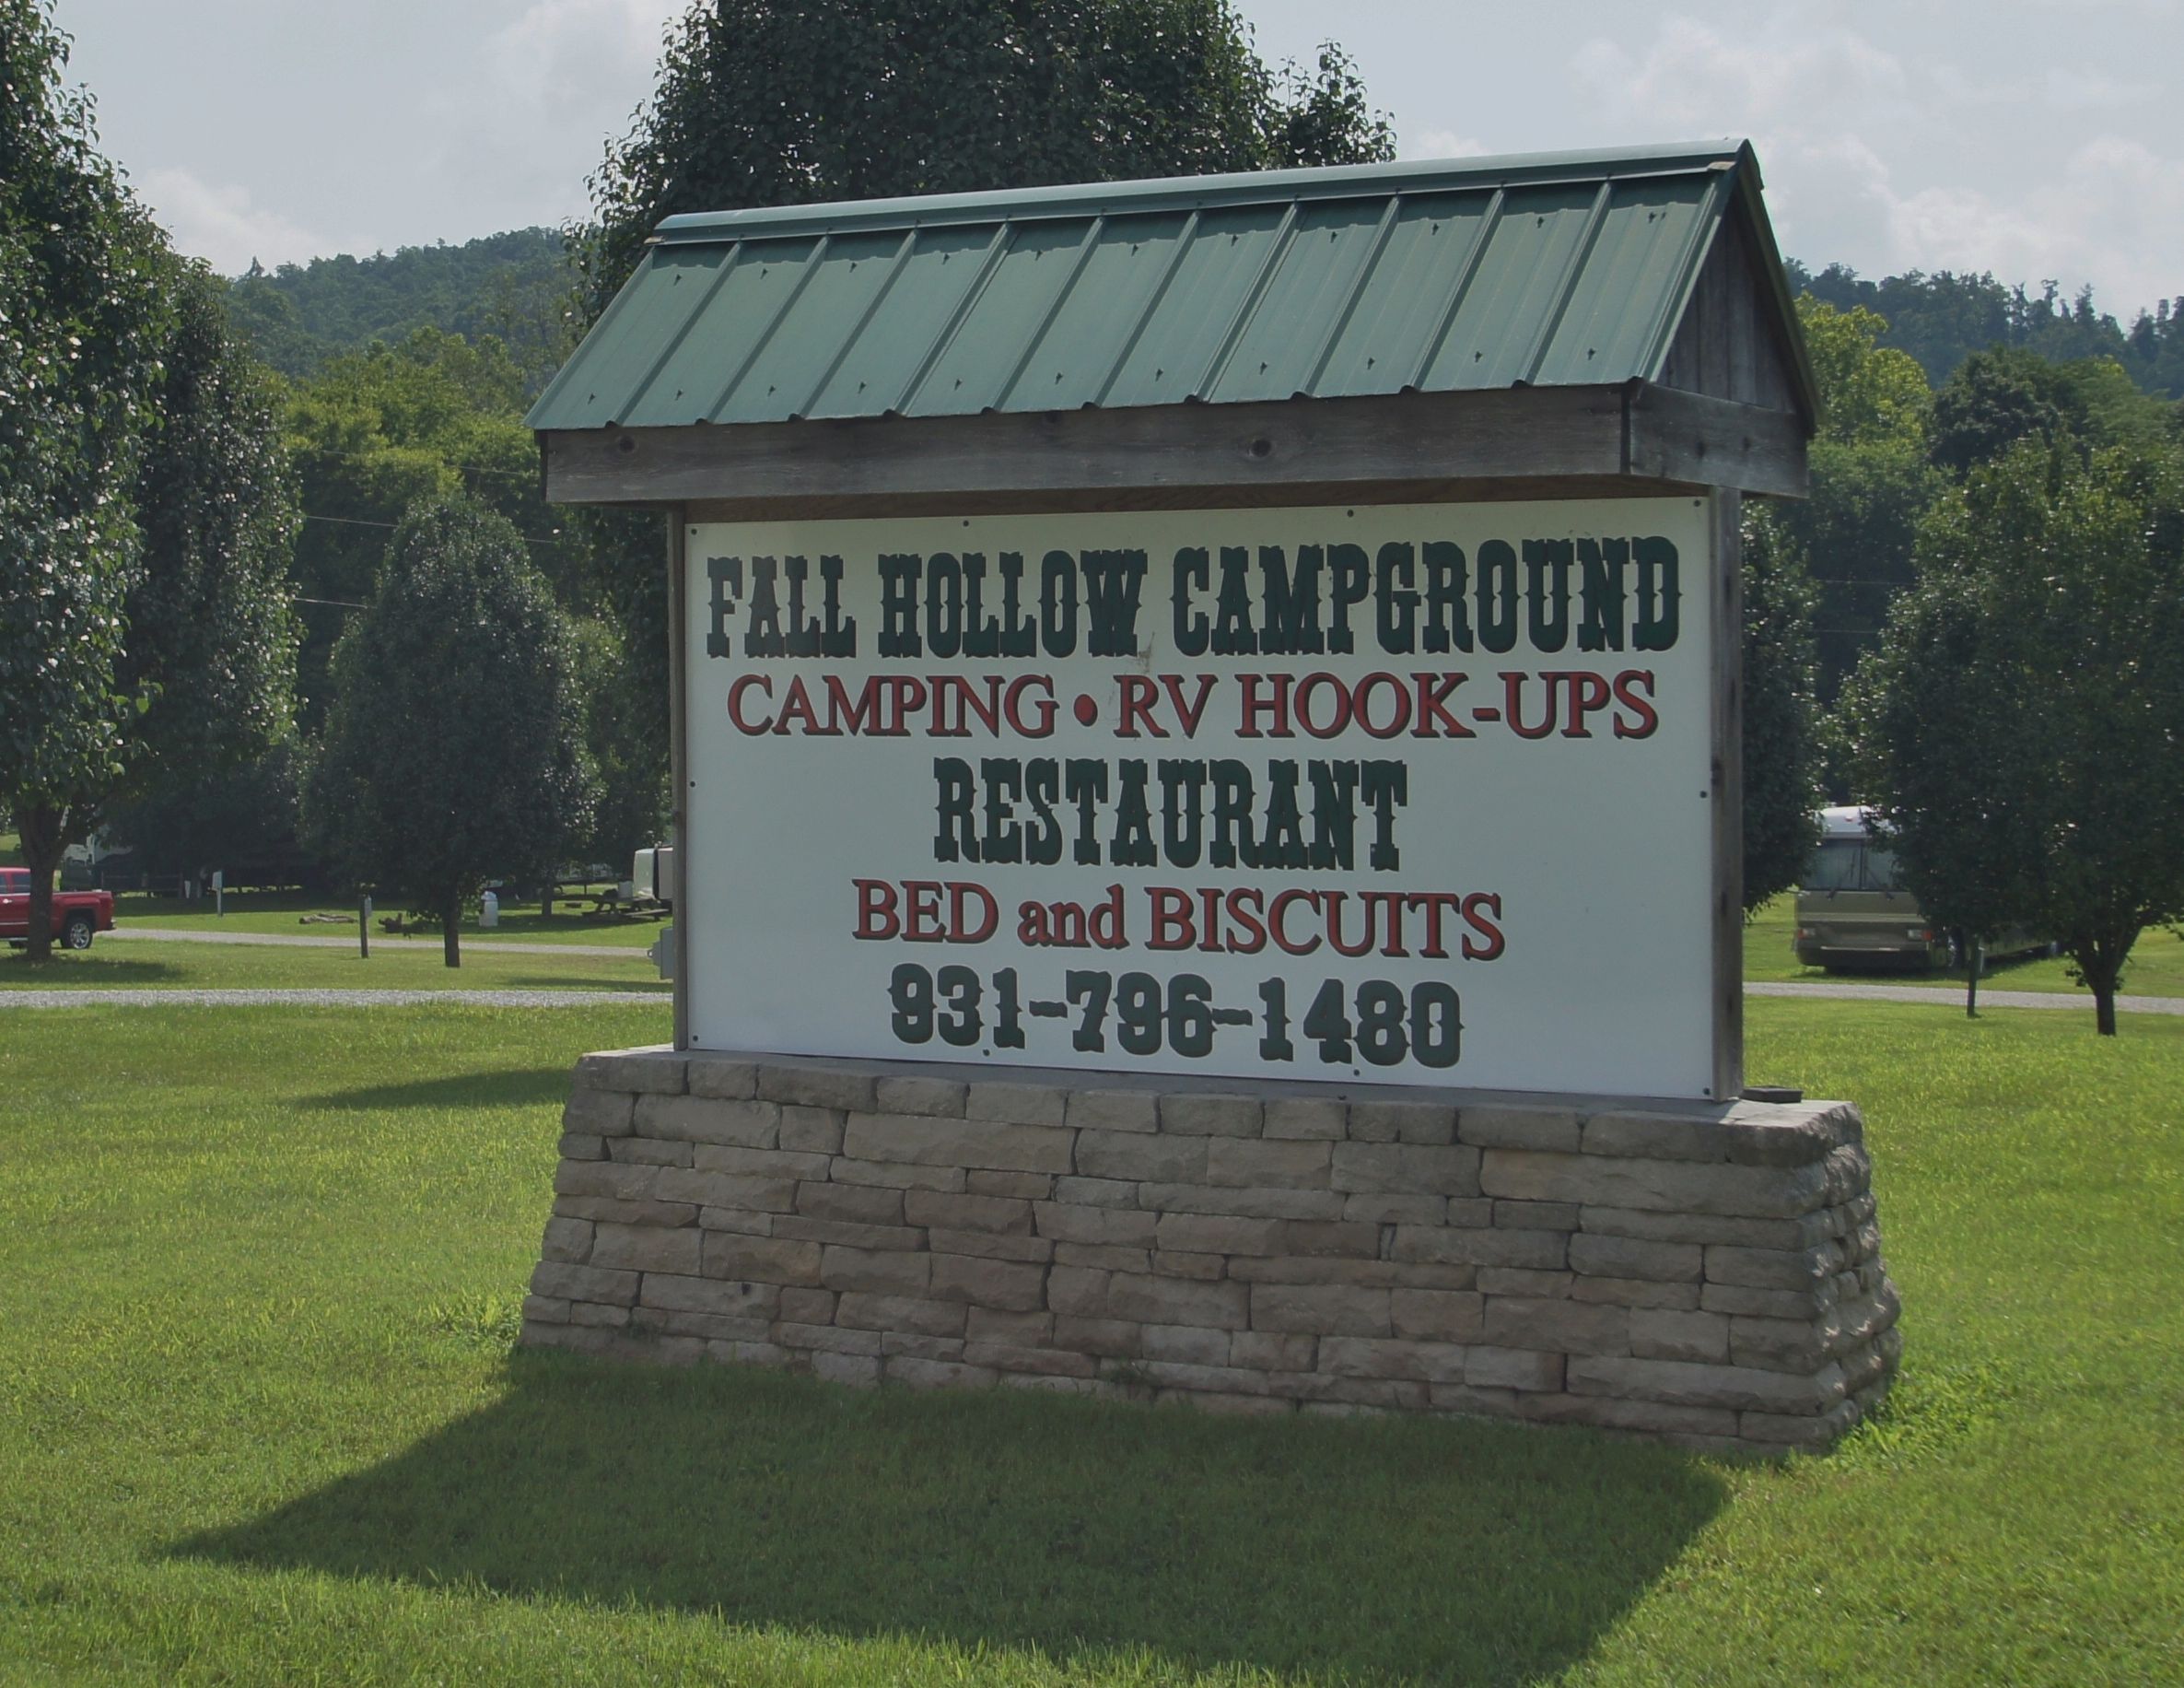 FALL HOLLOW CAMPGROUND
CAMPING • RV HOOK-UPS
RESTAURANT
BED and BISCUITS
931-796-1480